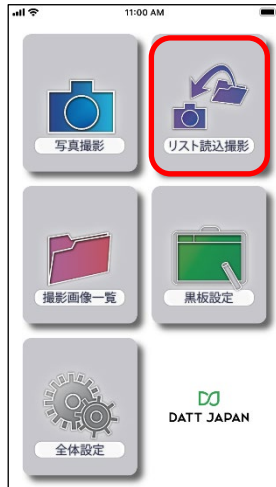 11:00 AM
写真撮影
リスト読込撮影
撮影画像一覧
黒板設定
全体設定
DATT JAPAN